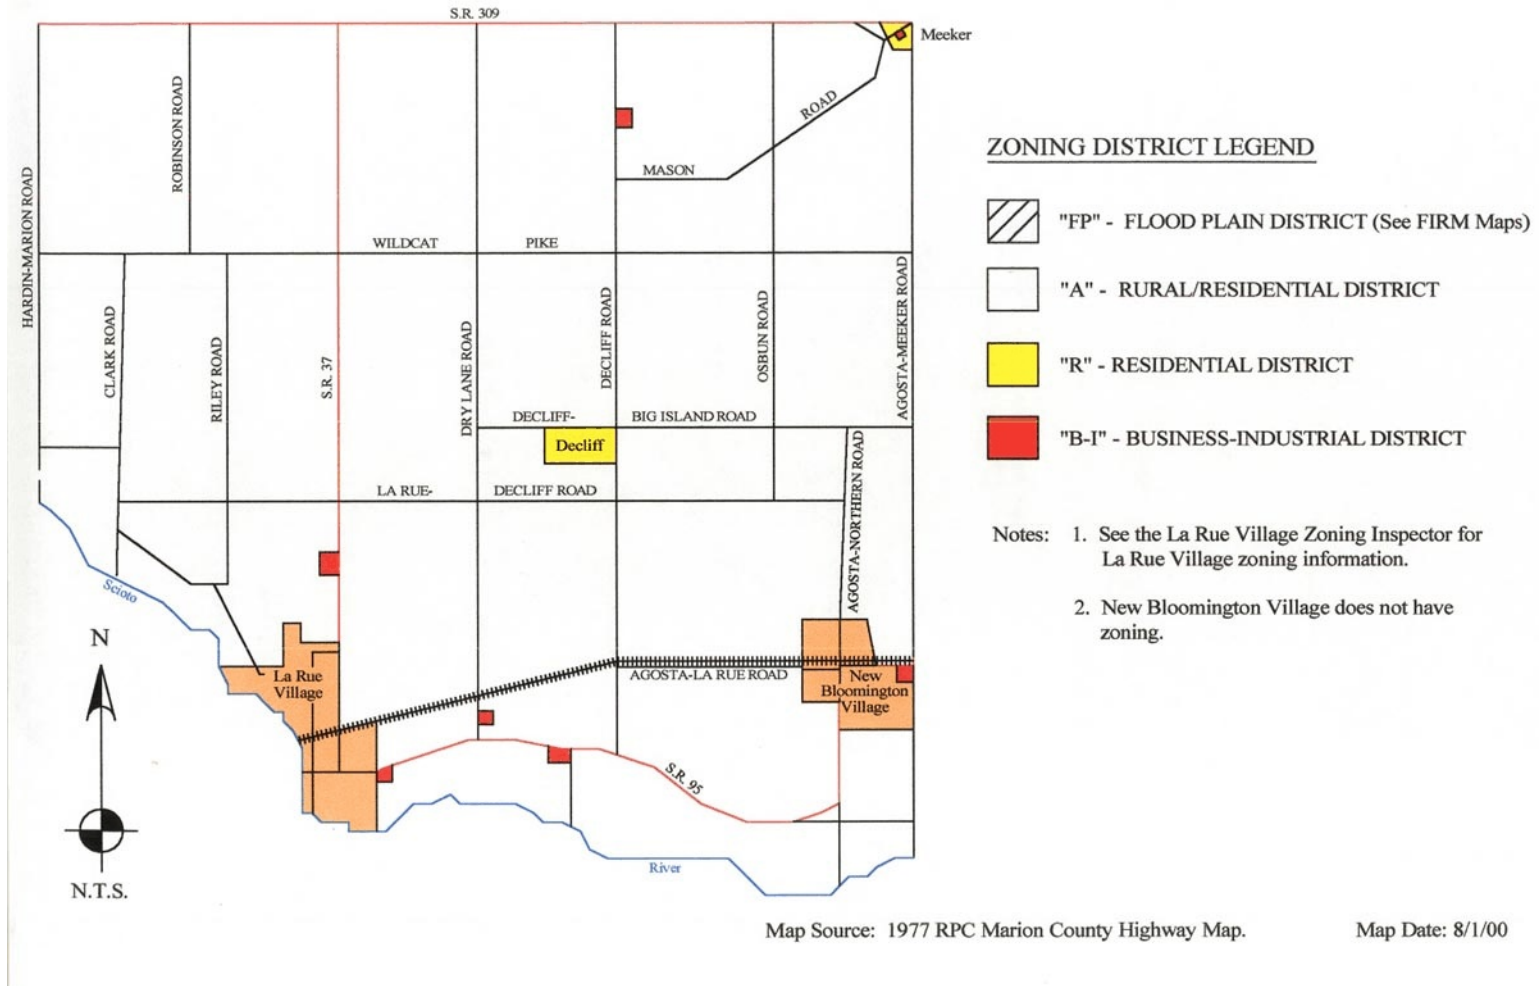 S.R. 309
Meeker
ROBINSON ROAD
ROAD
MASON
HARDIN-MARION ROAD
WILDCAT PIKE
CLARK ROAD
RILEY ROAD
S.R. 37
DRY LANE ROAD
DECLIFF ROAD
OSBUN ROAD
AGOSTA-MEEKER ROAD
DECLIFF- BIG ISLAND ROAD
Decliff
LA RUE- DECLIFF ROAD
AGOSTA-NORTHERN ROAD
Scioto
La Rue
Village
AGOSTA-LA RUE ROAD
New
Bloomington
Village
S.R. 95
River
N
N.T.S.
ZONING DISTRICT LEGEND
"FP" - FLOOD PLAIN DISTRICT (See FIRM Maps)
"A" - RURAL/RESIDENTIAL DISTRICT
"R" - RESIDENTIAL DISTRICT
"B-I" - BUSINESS-INDUSTRIAL DISTRICT
Notes: 1. See the La Rue Village Zoning Inspector for
La Rue Village zoning information.
2. New Bloomington Village does not have
zoning.
Map Source: 1977 RPC Marion County Highway Map. Map Date: 8/1/00